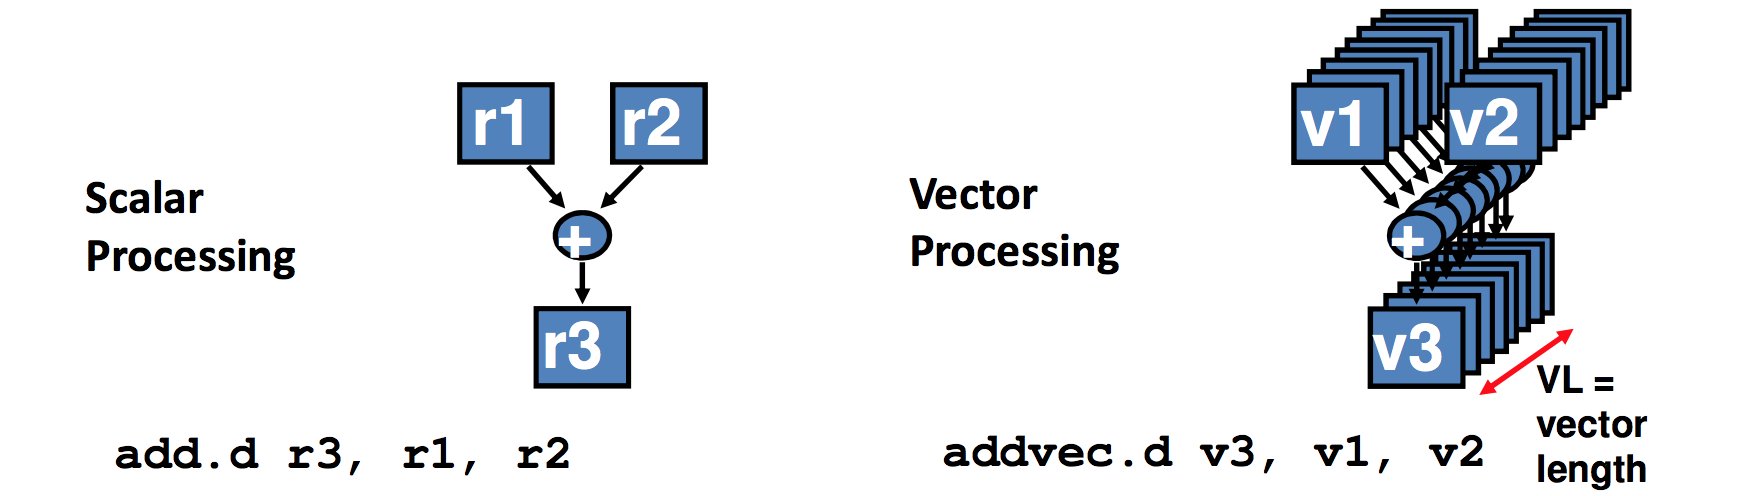 Scalar
Processing
r1
r2
+
r3
add.d r3, r1, r2
Vector
Processing
v1
v2
+
v3
VL =
vector
length
addvec.d v3, v1, v2